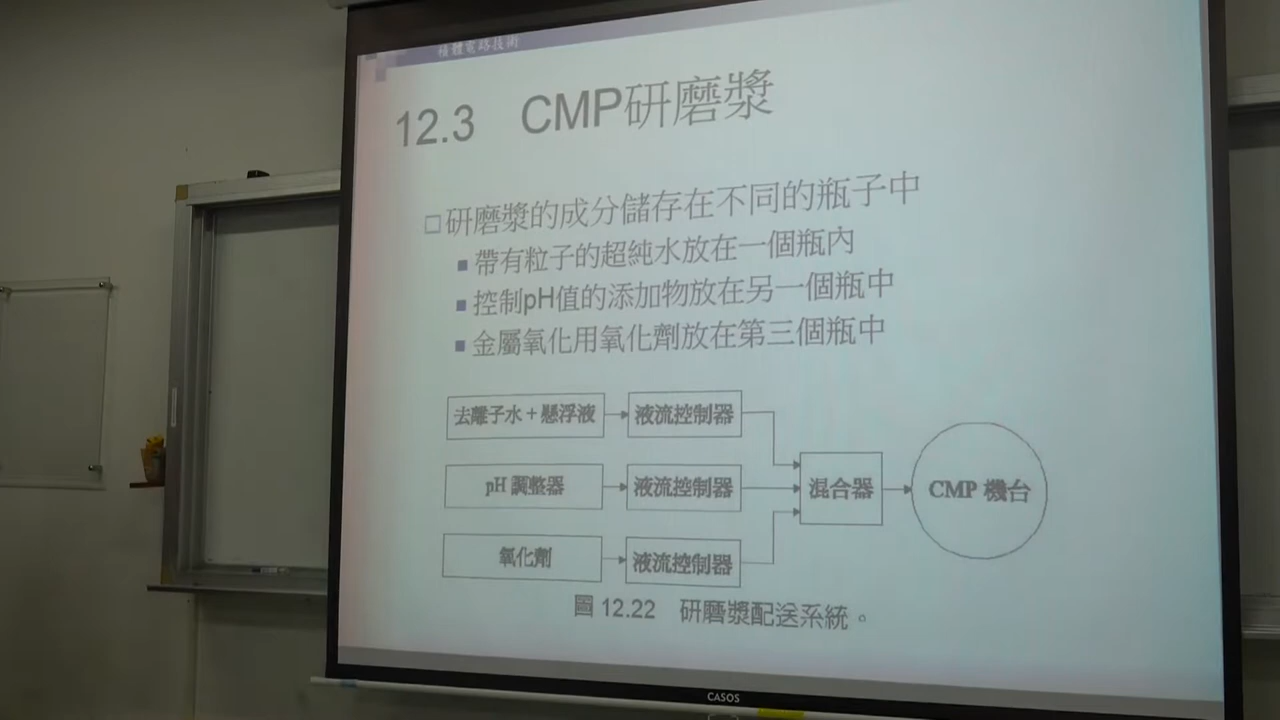 積體電路技術
12.3 CMP研磨漿
研磨漿的成分儲存在不同的瓶子中
帶有粒子的超純水放在一個瓶內
控制pH值的添加物放在另一個瓶中
金屬氧化用氧化劑放在第三個瓶中
去離子水+懸浮液
液流控制器
pH 調整器
液流控制器
混合器
CMP 機台
氧化劑
液流控制器
圖 12.22 研磨漿配送系統。
CASOS